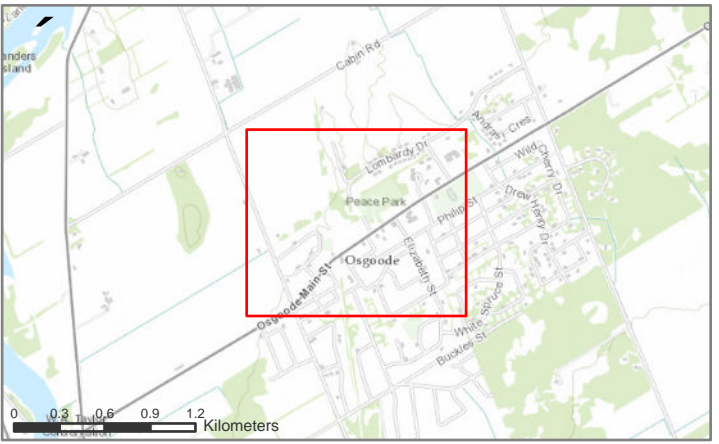 Cabin Rd
anders
sland
Andrew J. Cres
Lombardy Dr
Wild Cherry Dr
Peace Park
Drew Henry Dr
Philip St
Elizabeth St
Osgoode
Osgoode Main St
White Spruce St
Buckles St
0 0.3 0.6 0.9 1.2
Kilometers